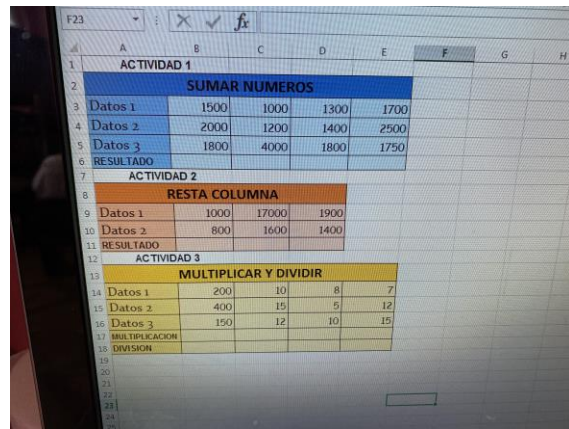 F23 fx
A B C D E F G H
1 ACTIVIDAD 1
2 SUMAR NUMEROS
3 Datos 1 1500 1000 1300 1700
4 Datos 2 2000 1200 1400 2500
5 Datos 3 1800 4000 1800 1750
6 RESULTADO
7 ACTIVIDAD 2
8 RESTA COLUMNA
9 Datos 1 1000 17000 1900
10 Datos 2 800 1600 1400
11 RESULTADO
12 ACTIVIDAD 3
13 MULTIPLICAR Y DIVIDIR
14 Datos 1 200 10 8 7
15 Datos 2 400 15 5 12
16 Datos 3 150 12 10 15
17 MULTIPLICACION
18 DIVISION
19
20
21
22
23
24